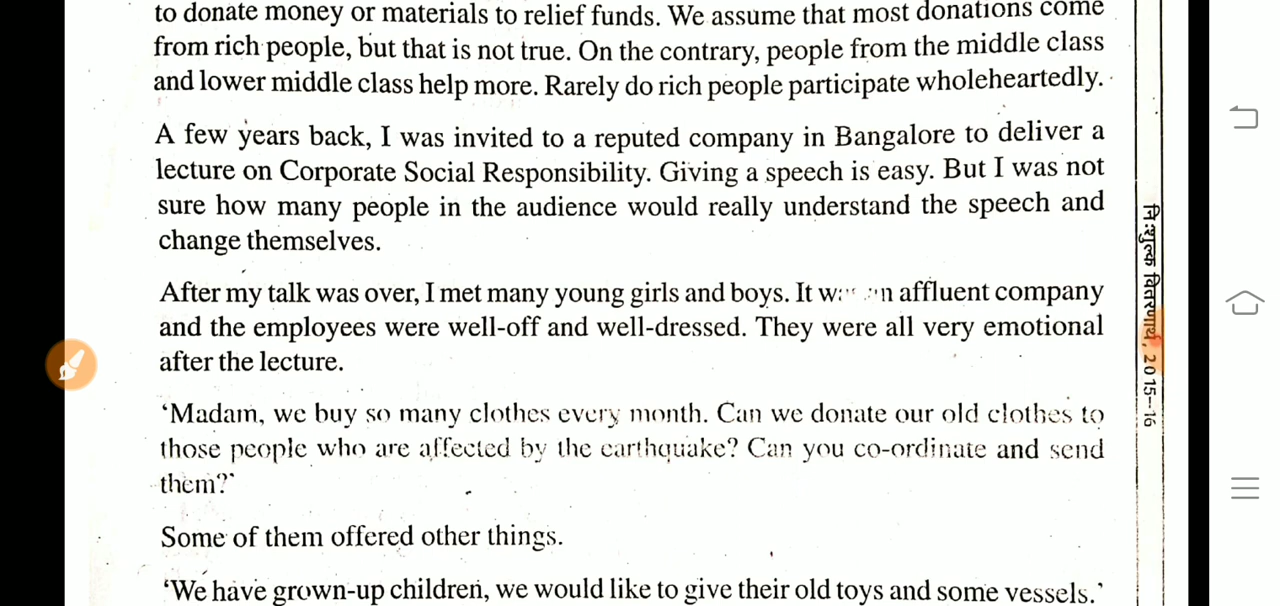 to donate money or materials to relief funds. We assume that most donations come
from rich people, but that is not true. On the contrary, people from the middle class
and lower middle class help more. Rarely do rich people participate wholeheartedly.
A few years back, I was invited to a reputed company in Bangalore to deliver a
lecture on Corporate Social Responsibility. Giving a speech is easy. But I was not
sure how many people in the audience would really understand the speech and
change themselves.
After my talk was over, I met many young girls and boys. It was an affluent company
and the employees were well-off and well-dressed. They were all very emotional
after the lecture.
‘Madam, we buy so many clothes every month. Can we donate our old clothes to
those people who are affected by the earthquake? Can you co-ordinate and send
them?’
Some of them offered other things.
‘We have grown-up children, we would like to give their old toys and some vessels.’
नि:शुल्क वितरणार्थ, 2015–16